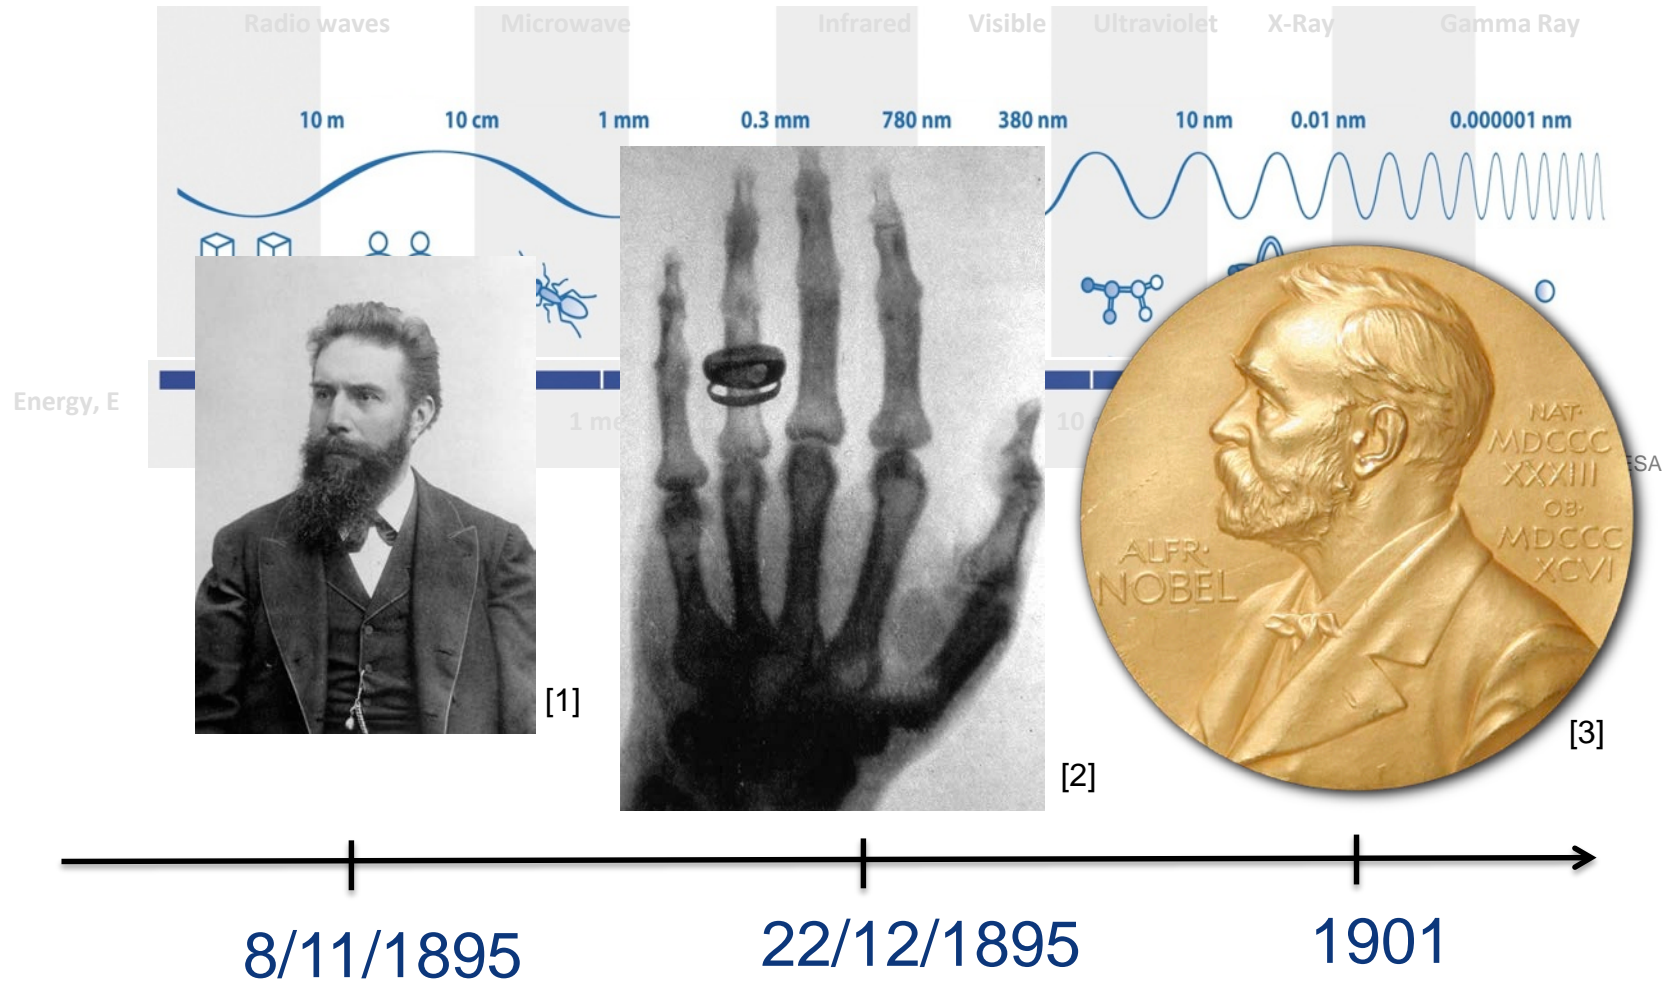 Radio waves Microwave Infrared Visible Ultraviolet X-Ray Gamma Ray
10 m 10 cm 1 mm 0.3 mm 780 nm 380 nm 10 nm 0.01 nm 0.000001 nm
Energy, E
10
ALFR·
NOBEL
NAT·
MDCCC
XXXIII
OB·
MDCCC
XCVI
[1]
[2]
[3]
8/11/1895 22/12/1895 1901